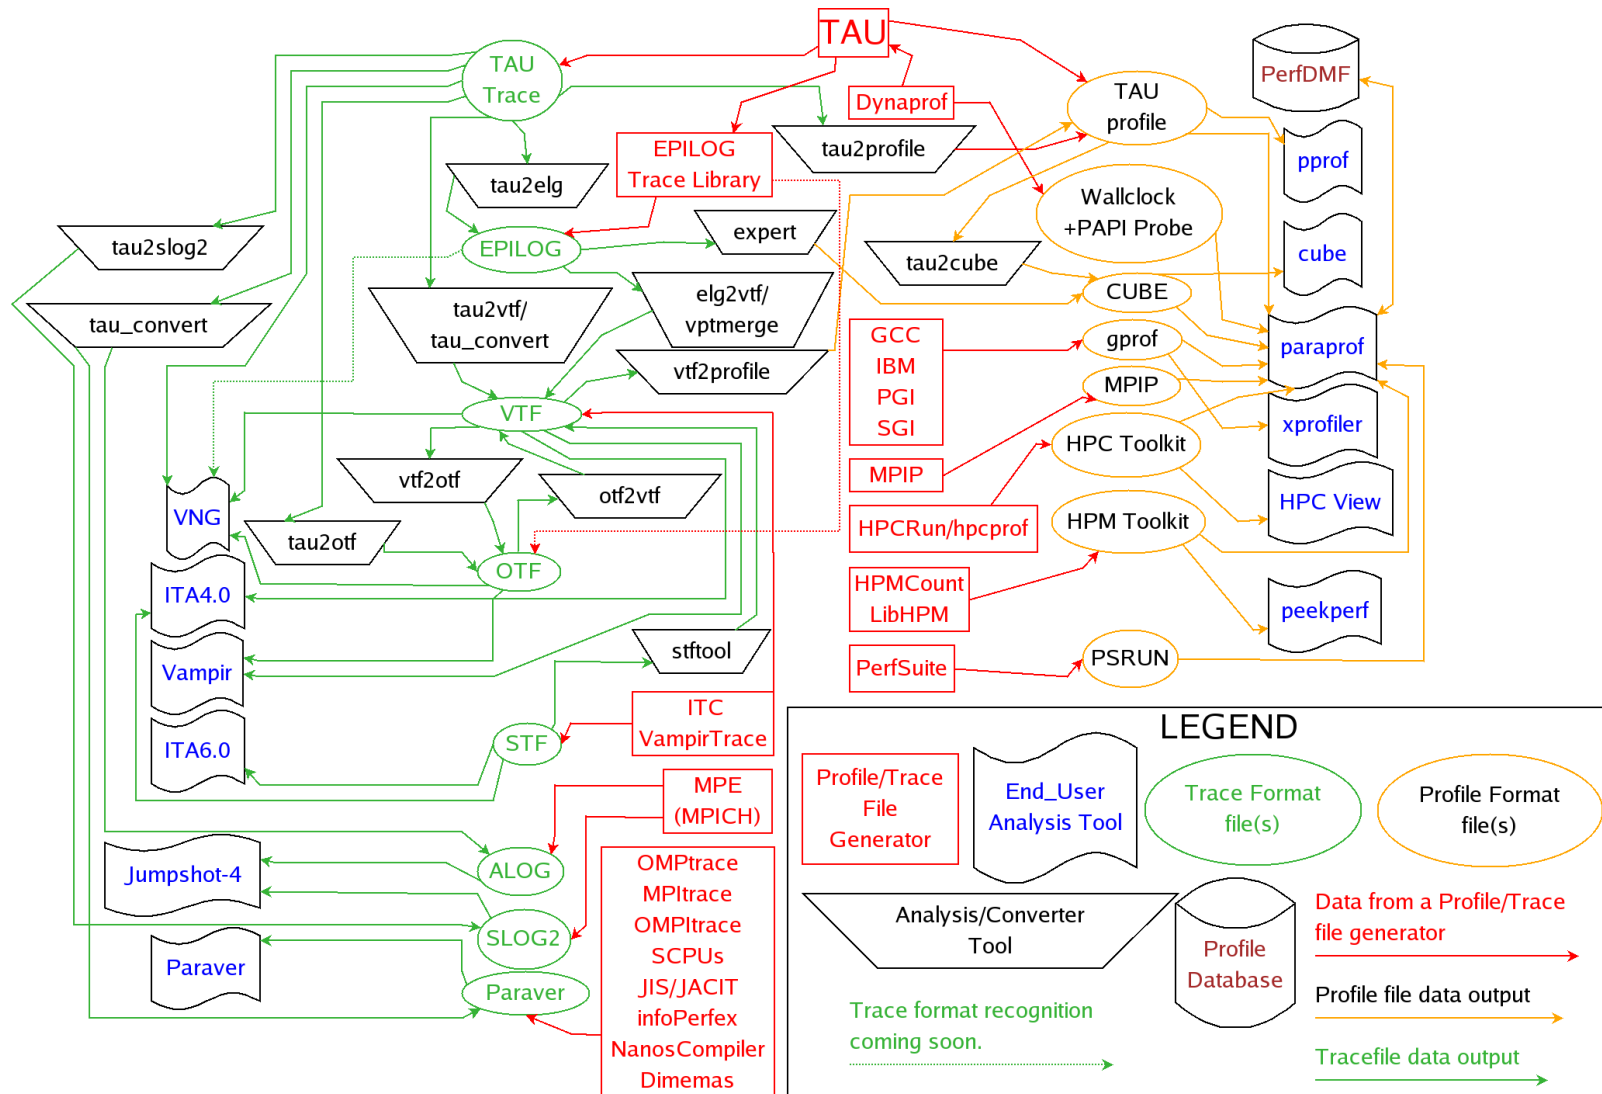 TAU
TAU
Trace
PerfDMF
Dynaprof
TAU
profile
EPILOG
Trace Library
tau2profile
pprof
tau2elg
Wallclock
+PAPI Probe
tau2slog2
EPILOG
expert
tau2cube
cube
tau_convert
tau2vtf/
tau_convert
elg2vtf/
vptmerge
CUBE
GCC
IBM
PGI
SGI
gprof
paraprof
vtf2profile
MPIP
VTF
xprofiler
HPC Toolkit
vtf2otf
otf2vtf
MPIP
HPC View
VNG
tau2otf
HPCRun/hpcprof
HPM Toolkit
OTF
ITA4.0
HPMCount
LibHPM
peekperf
Vampir
stftool
PerfSuite
PSRUN
ITC
VampirTrace
ITA6.0
STF
MPE
(MPICH)
Jumpshot-4
ALOG
OMPtrace
MPItrace
OMPItrace
SCPUs
JIS/JACIT
infoPerfex
NanosCompiler
Dimemas
SLOG2
Paraver
Paraver
LEGEND
Profile/Trace
File
Generator
End_User
Analysis Tool
Trace Format
file(s)
Profile Format
file(s)
Analysis/Converter
Tool
Profile
Database
Data from a Profile/Trace
file generator
Profile file data output
Trace format recognition
coming soon.
Tracefile data output